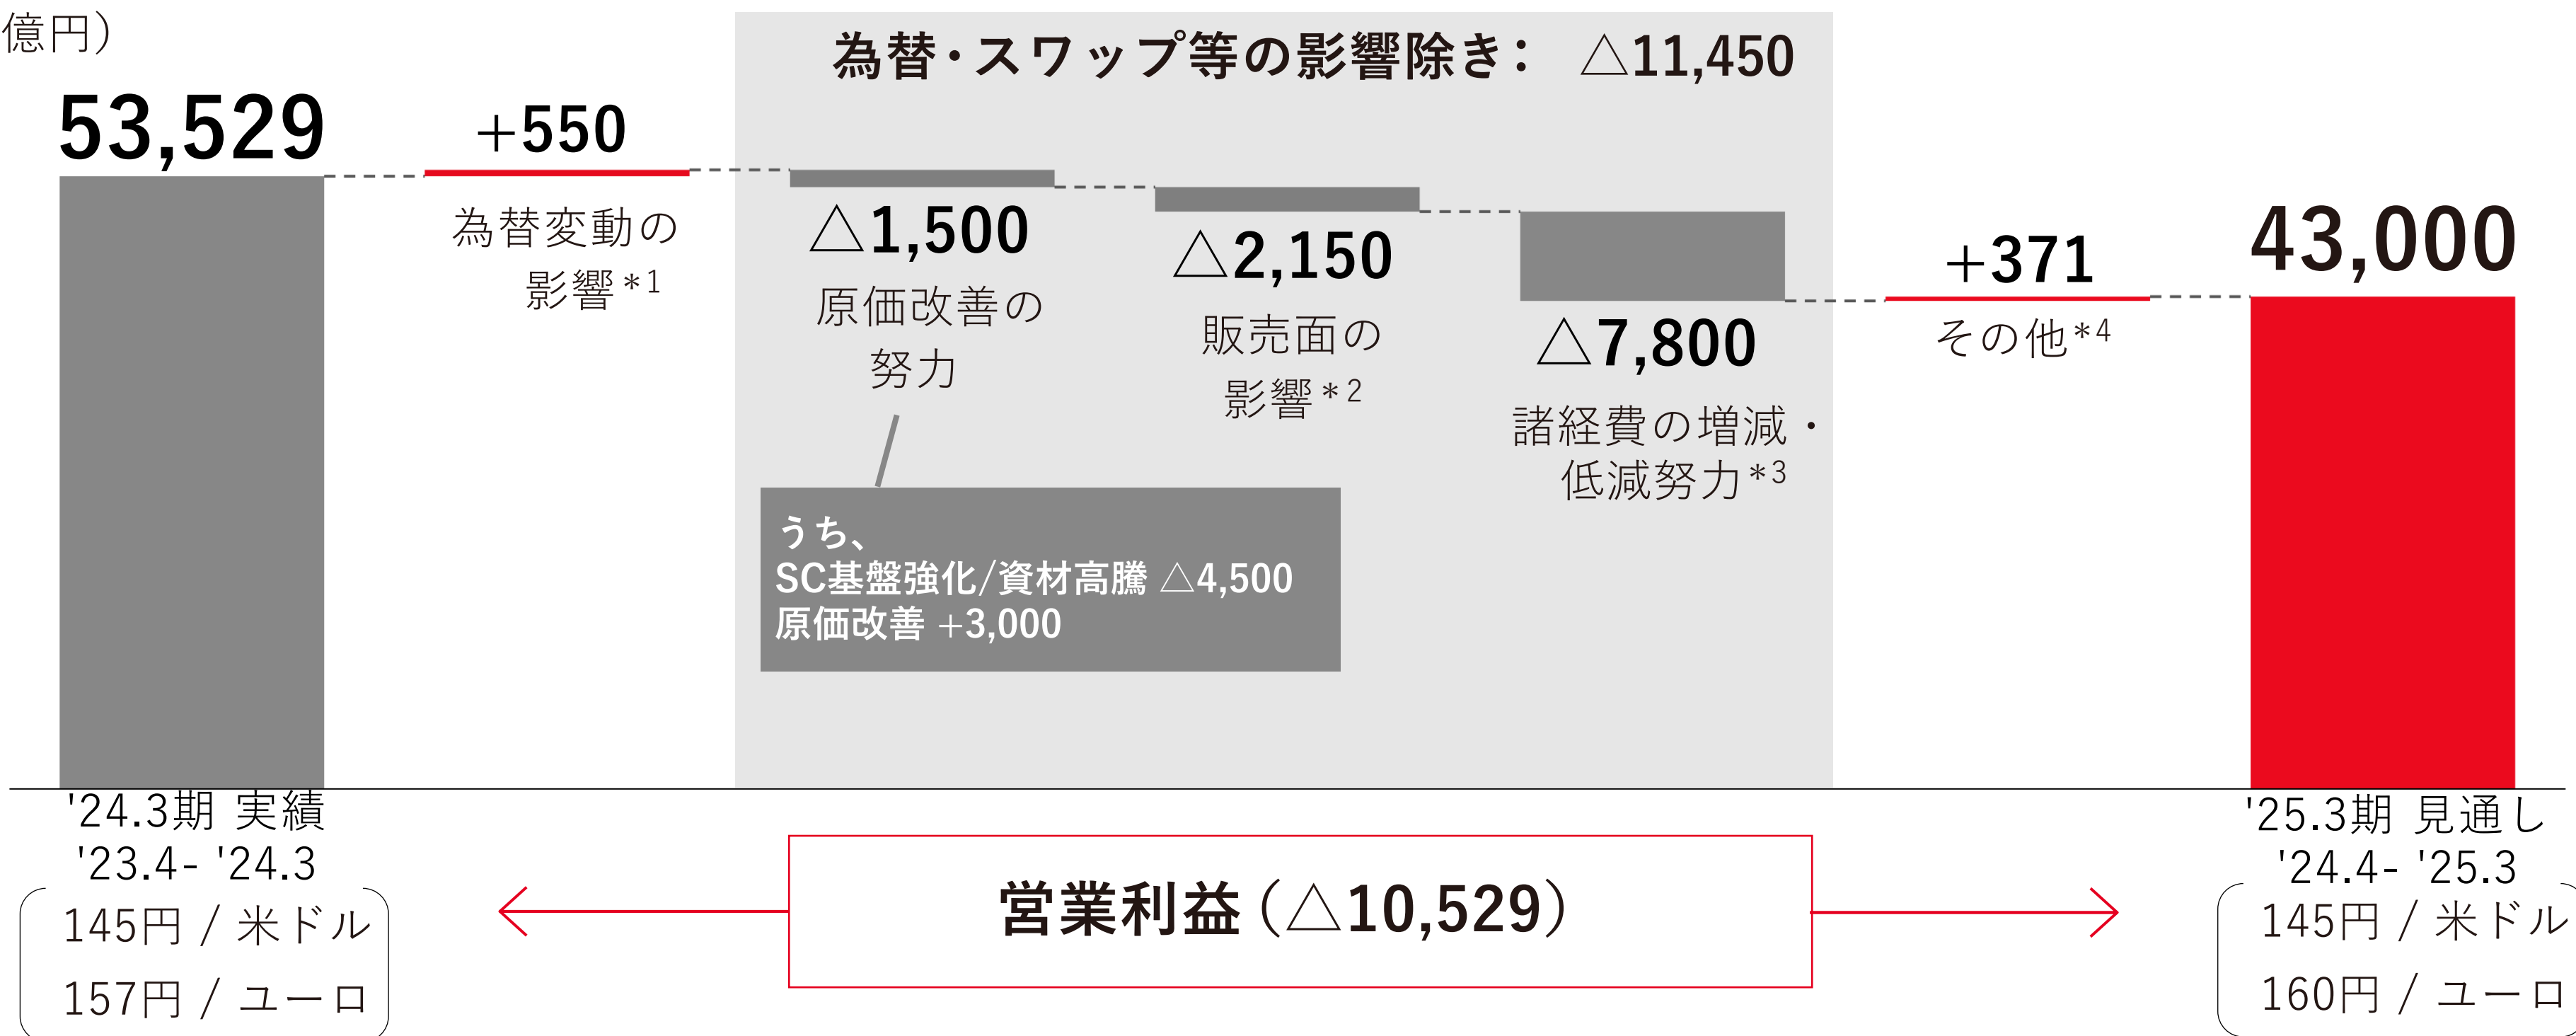 億円）
為替・スワップ等の影響除き： △11,450
53,529
+550
為替変動の
影響*1
△1,500
原価改善の
努力
△2,150
販売面の
影響*2
△7,800
諸経費の増減・
低減努力*3
+371
その他*4
43,000
うち、
SC基盤強化/資材高騰 △4,500
原価改善 +3,000
'24.3期 実績
'23.4- '24.3
145円 / 米ドル
157円 / ユーロ
営業利益（△10,529）
'25.3期 見通し
'24.4- '25.3
145円 / 米ドル
160円 / ユーロ